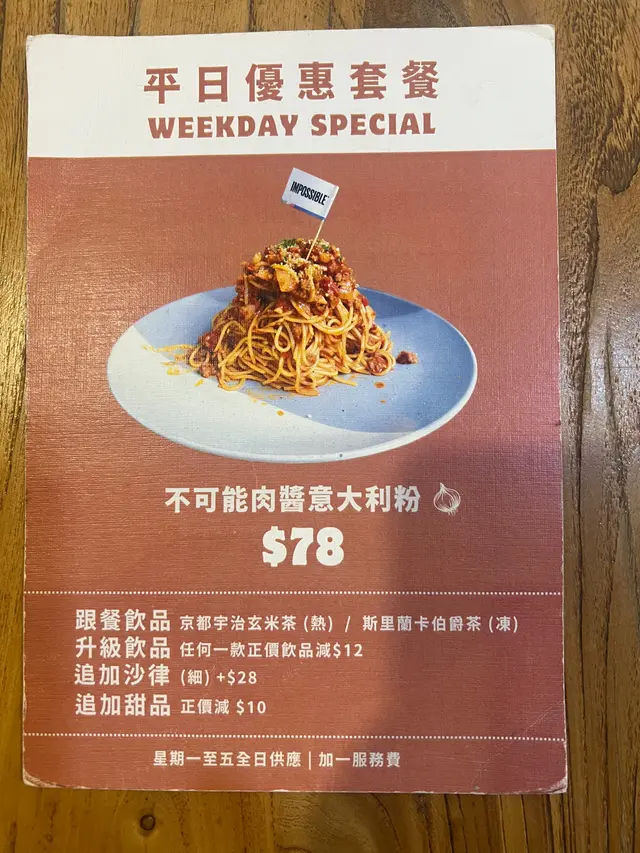 平日優惠套餐
WEEKDAY SPECIAL
IMPOSSIBLE
不可能肉醬意大利粉
$78
跟餐飲品 京都宇治玄米茶 (熱) / 斯里蘭卡伯爵茶 (凍)
升級飲品 任何一款正價飲品減$12
追加沙律 (細) +$28
追加甜品 正價減 $10
星期一至五全日供應 | 加一服務費